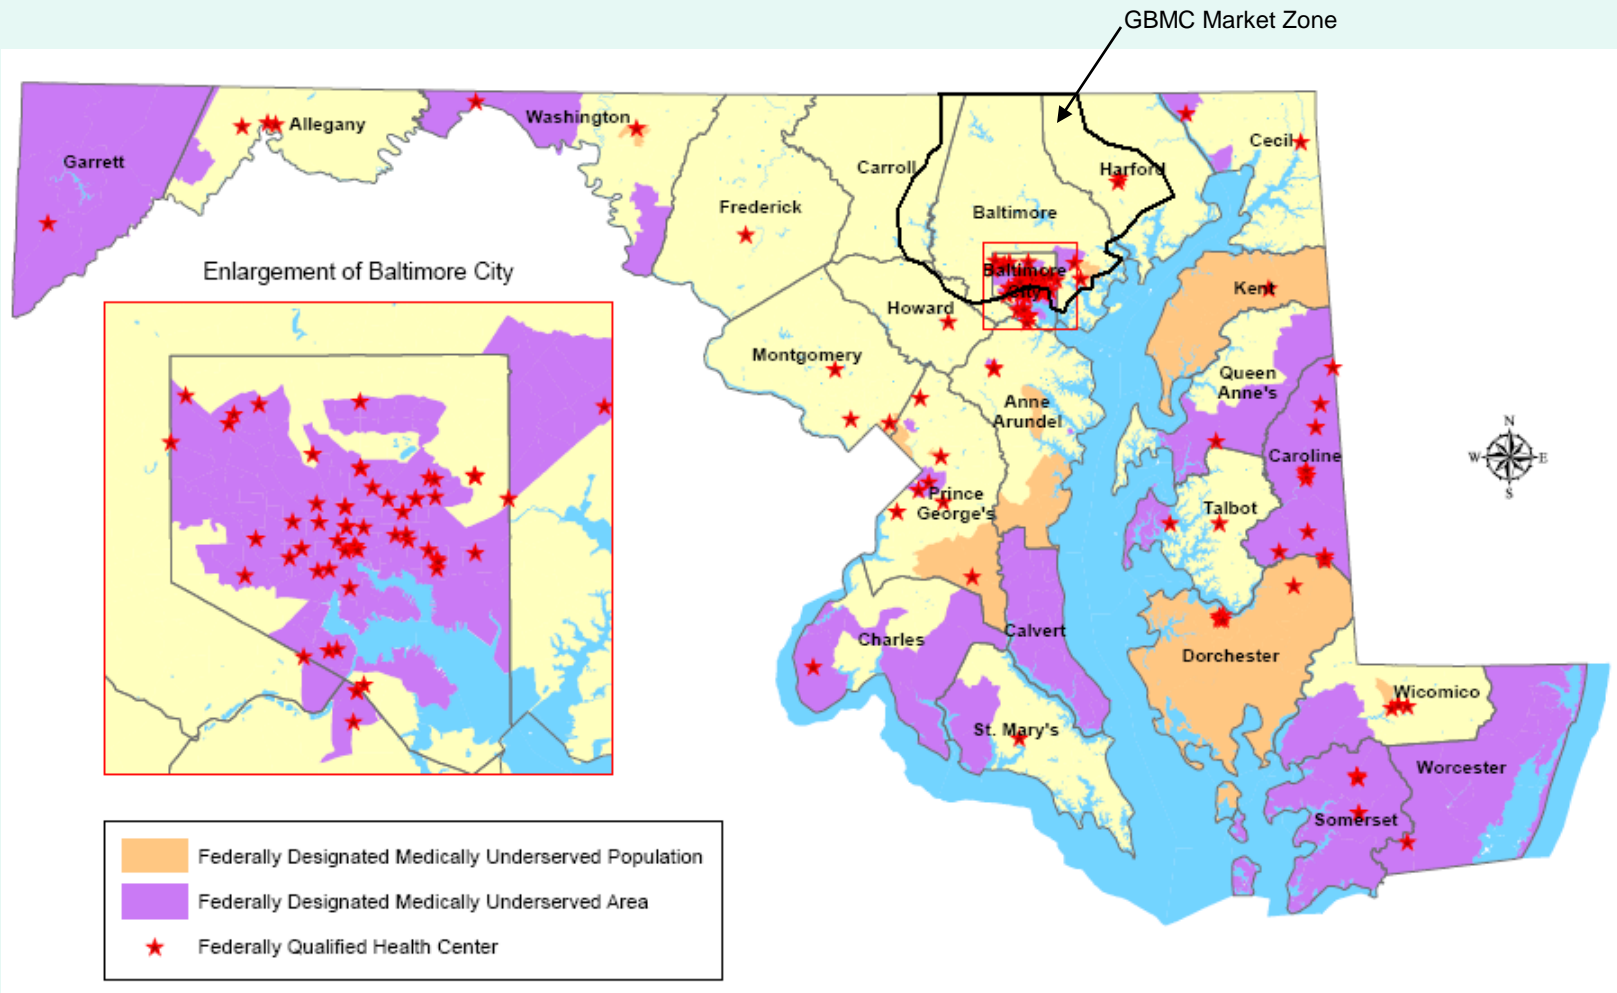 GBMC Market Zone
Washington
Allegany
Garrett
Cecil
Carroll
Harford
Frederick
Baltimore
Enlargement of Baltimore City
Baltimore
City
Kent
Howard
Montgomery
Queen
Anne's
Anne
Arundel
N
W
E
S
Caroline
Prince
George's
Talbot
Charles
Calvert
Dorchester
Wicomico
St. Mary's
Worcester
Somerset
Federally Designated Medically Underserved Population
Federally Designated Medically Underserved Area
Federally Qualified Health Center